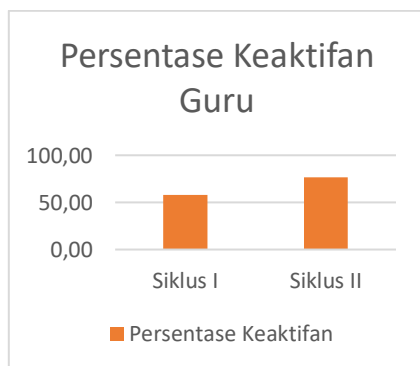 Persentase Keaktifan
Guru
100,00
50,00
0,00
Siklus I
Siklus II
Persentase Keaktifan